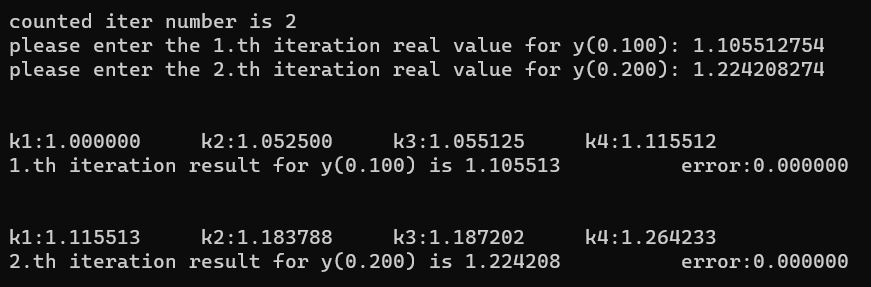 counted iter number is 2
please enter the 1.th iteration real value for y(0.100): 1.105512754
please enter the 2.th iteration real value for y(0.200): 1.224208274
k1:1.000000 k2:1.052500 k3:1.055125 k4:1.115512
1.th iteration result for y(0.100) is 1.105513 error:0.000000
k1:1.115513 k2:1.183788 k3:1.187202 k4:1.264233
2.th iteration result for y(0.200) is 1.224208 error:0.000000